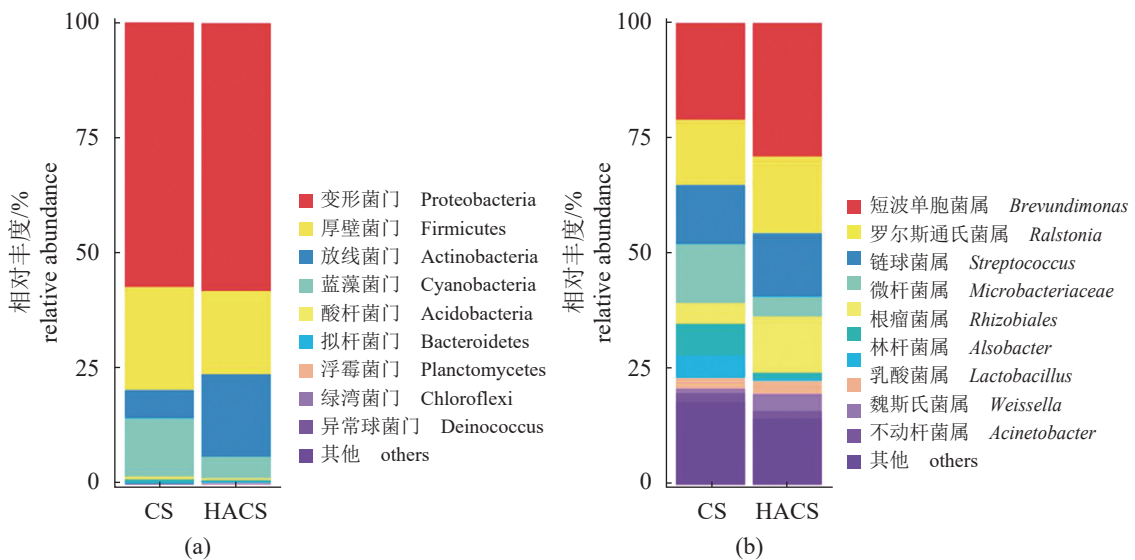 100
75
50
25
0
相对丰度/%
relative abundance
CS
HACS
(a)
变形菌门 Proteobacteria
厚壁菌门 Firmicutes
放线菌门 Actinobacteria
蓝藻菌门 Cyanobacteria
酸杆菌门 Acidobacteria
拟杆菌门 Bacteroidetes
浮霉菌门 Planctomycetes
绿湾菌门 Chloroflexi
异常球菌门 Deinococcus
其他 others
100
75
50
25
0
相对丰度/%
relative abundance
CS
HACS
(b)
短波单胞菌属 Brevundimonas
罗尔斯通氏菌属 Ralstonia
链球菌属 Streptococcus
微杆菌属 Microbacteriaceae
根瘤菌属 Rhizobiales
林杆菌属 Alsobacter
乳酸菌属 Lactobacillus
魏斯氏菌属 Weissella
不动杆菌属 Acinetobacter
其他 others